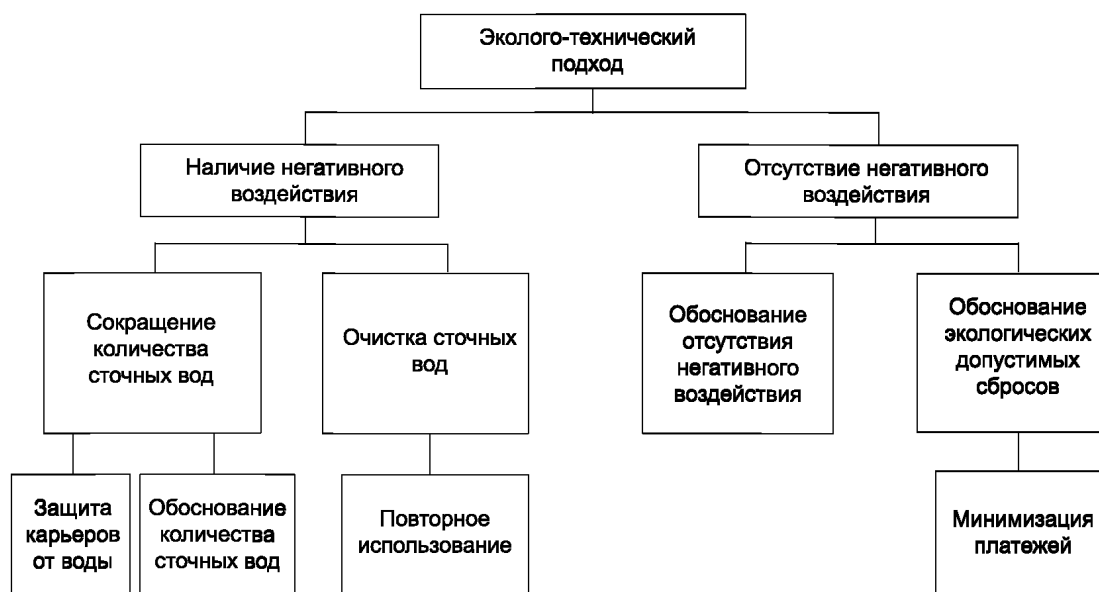 Эколого-технический
подход
Наличие негативного
воздействия
Отсутствие негативного
воздействия
Сокращение
количества
сточных вод
Очистка сточных
вод
Обоснование
отсутствия
негативного
воздействия
Обоснование
экологических
допустимых
сбросов
Защита
карьеров
от воды
Обоснование
количества
сточных вод
Повторное
использование
Минимизация
платежей